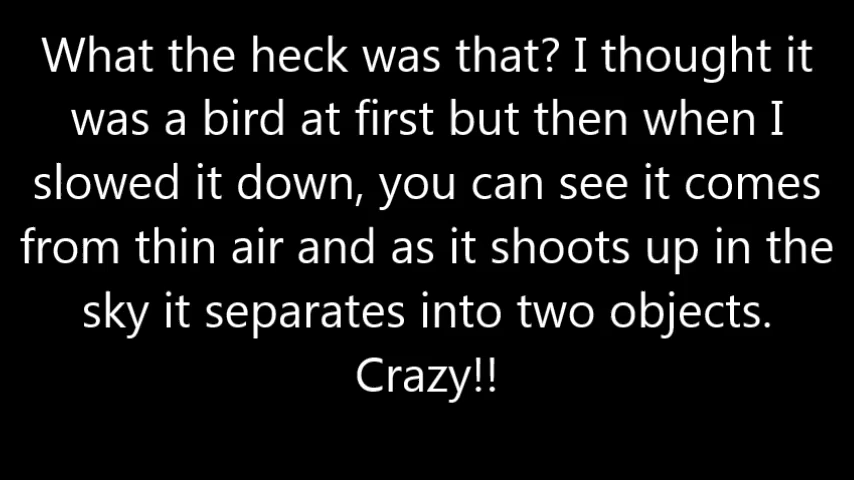 What the heck was that? I thought it
was a bird at first but then when I
slowed it down, you can see it comes
from thin air and as it shoots up in the
sky it separates into two objects.
Crazy!!